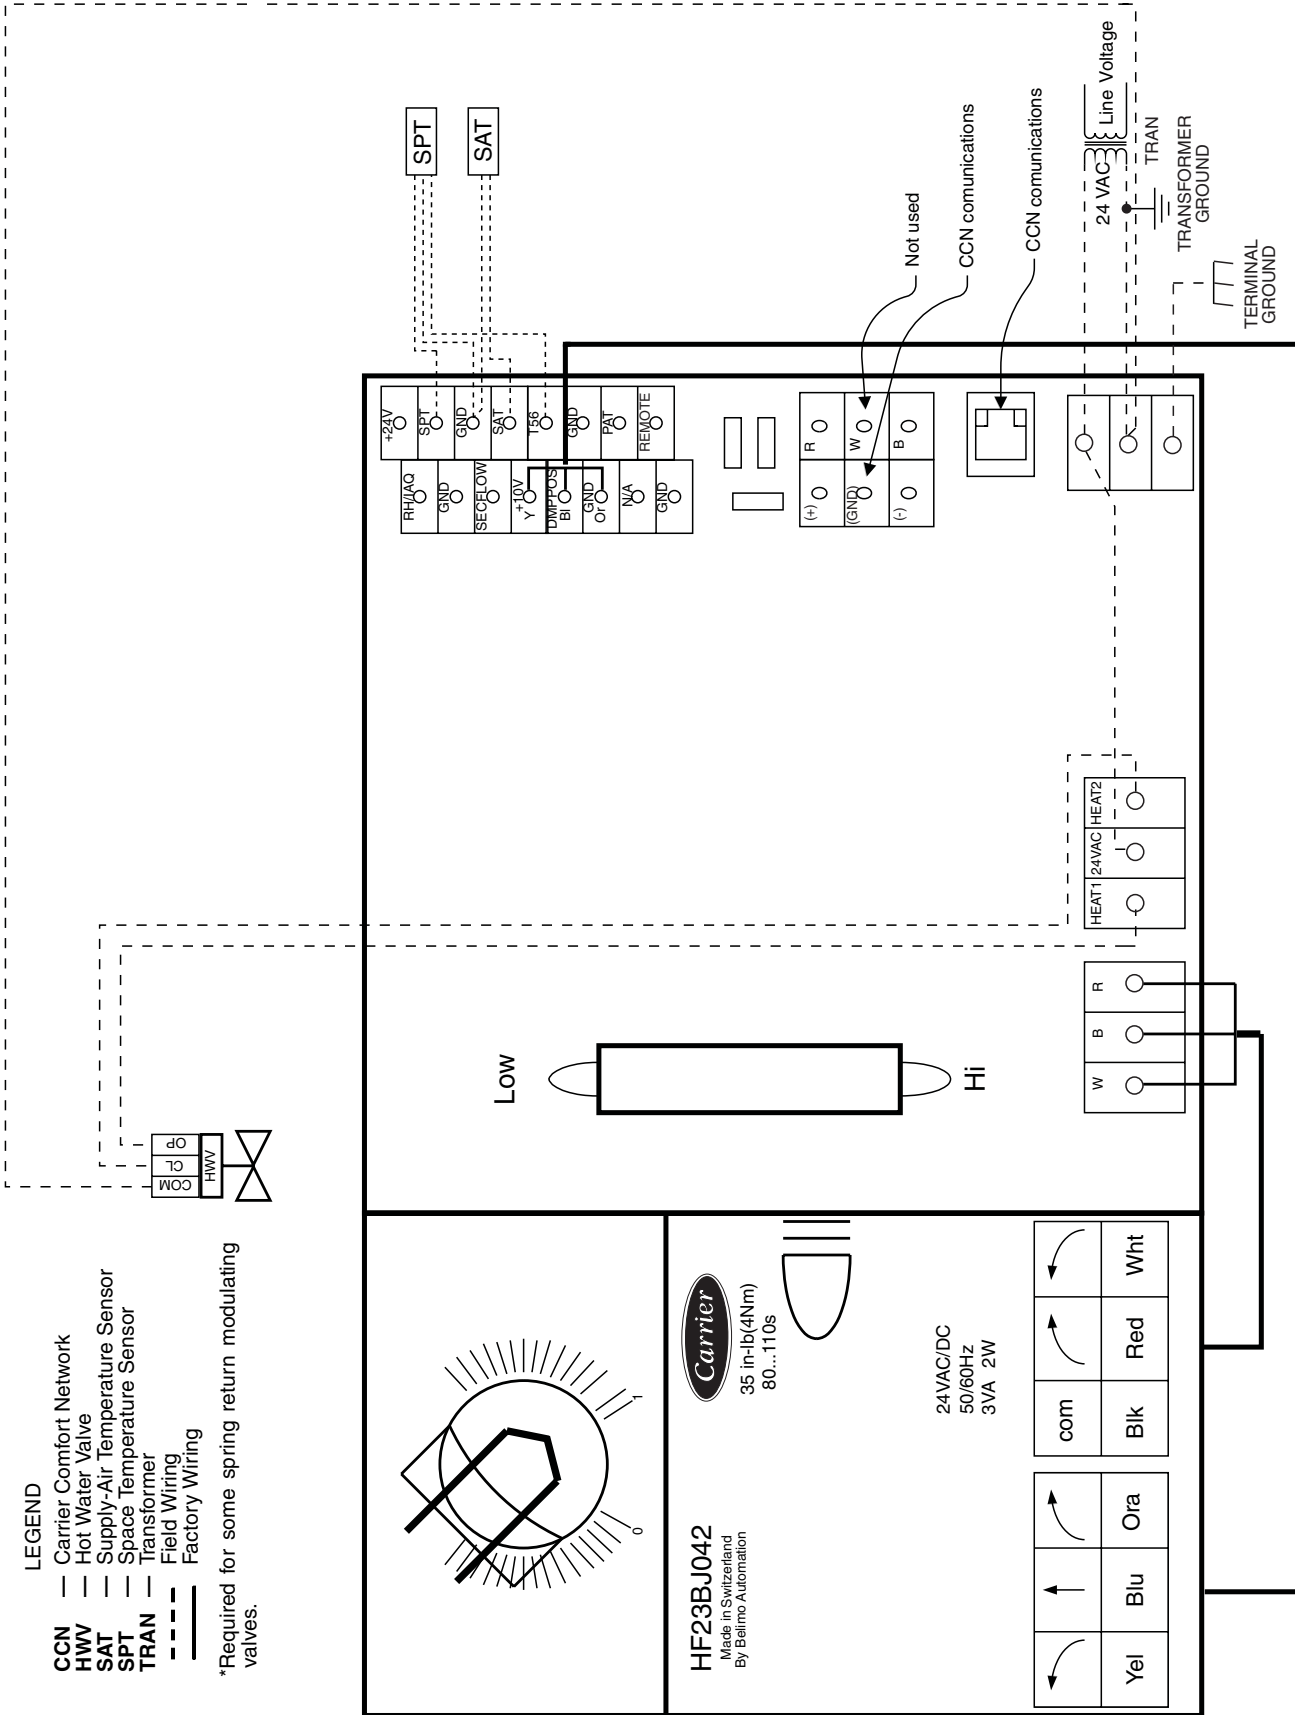 LEGEND
CCN — Carrier Comfort Network
HWV — Hot Water Valve
SAT — Supply-Air Temperature Sensor
SPT — Space Temperature Sensor
TRAN — Transformer
Field Wiring
Factory Wiring
*Required for some spring return modulating
valves.
COM
CL
OP
HWV
SPT
SAT
+24V
SPT
GND
SAT
T56
GND
PAT
REMOTE
RH/IAQ
GND
SECFLOW
+10V
Y
DMPPOS
Bl
GND
Or
N/A
GND
R
W
B
(+)
(GND)
(-)
Not used
CCN comunications
CCN comunications
24 VAC
Line Voltage
TRAN
TRANSFORMER
GROUND
TERMINAL
GROUND
HEAT1
24VAC
HEAT2
W
B
R
Low
Hi
0
1
HF23BJ042
Made in Switzerland
By Belimo Automation
Carrier
35 in-lb(4Nm)
80...110s
24VAC/DC
50/60Hz
3VA 2W
com
Yel
Blu
Ora
Blk
Red
Wht